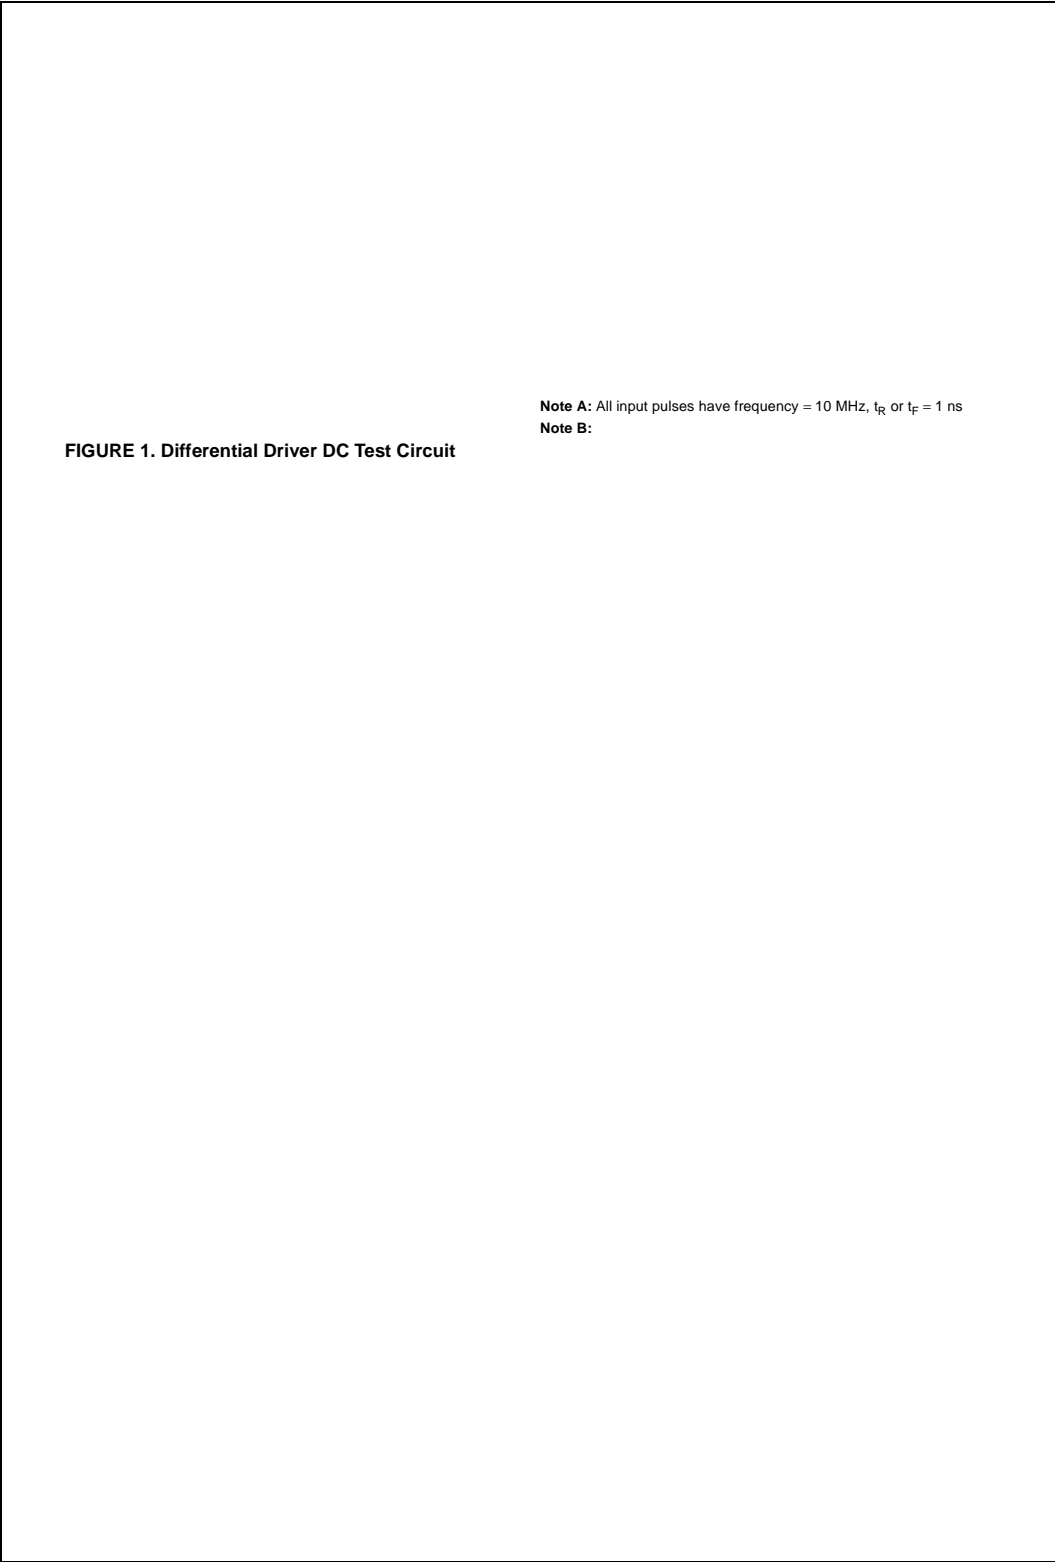 Note A: All input pulses have frequency = 10 MHz, tR or tF = 1 ns
Note B:
FIGURE 1. Differential Driver DC Test Circuit